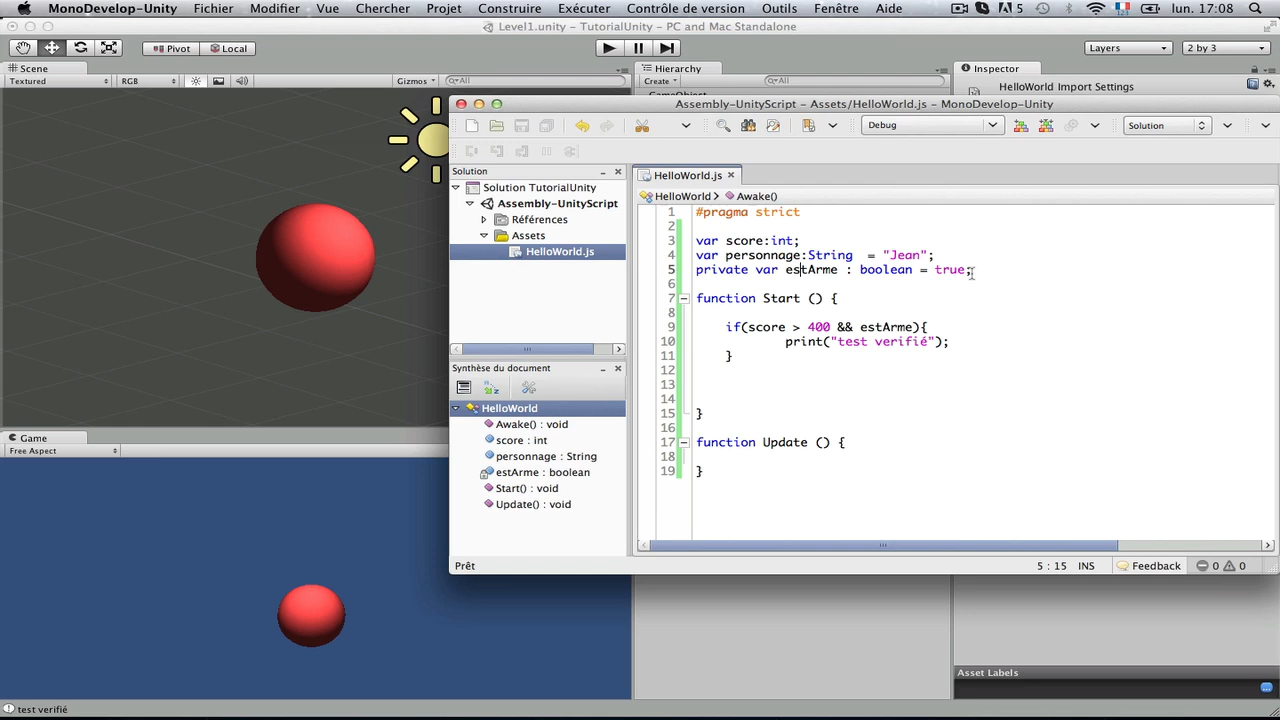 MonoDevelop-Unity Fichier Modifier Vue Chercher Projet Construire Exécuter Contrôle de version Outils Fenêtre Aide 5 lun. 17:08
Level1.unity - TutorialUnity - PC and Mac Standalone
Pivot Local Layers 2 by 3
Scene Hierarchy Inspector
Textured RGB Gizmos All Create All
GameObject HelloWorld Import Settings
Assembly-UnityScript - Assets/HelloWorld.js - MonoDevelop-Unity
Debug Solution
Solution
HelloWorld.js
Solution TutorialUnity
Assembly-UnityScript
Références
Assets
HelloWorld.js
HelloWorld Awake()
1 #pragma strict
2
3 var score:int;
4 var personnage:String = "Jean";
5 private var estArme : boolean = true;
6
7 function Start () {
8
9 if(score > 400 && estArme){
10 print("test verifié");
11 }
12
13
14
15 }
16
17 function Update () {
18
19 }
Synthèse du document
HelloWorld
Awake() : void
score : int
personnage : String
estArme : boolean
Start() : void
Update() : void
Game
Free Aspect
Prêt 5 : 15 INS Feedback 0 0
Asset Labels
test verifié